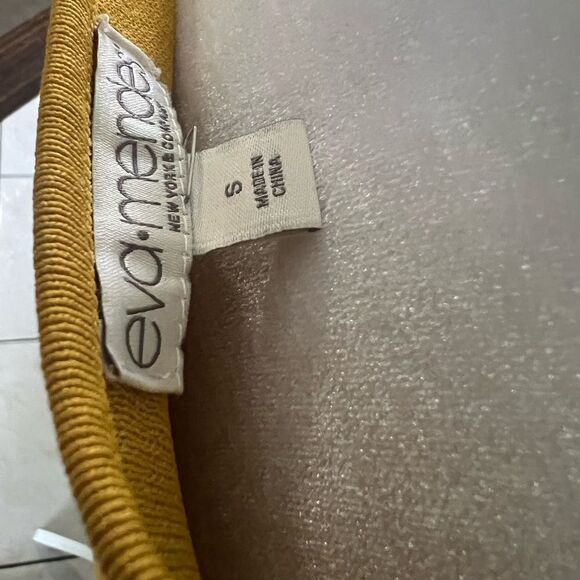 eva•mendes
NEW YORK & COMPANY
S
MADE IN
CHINA